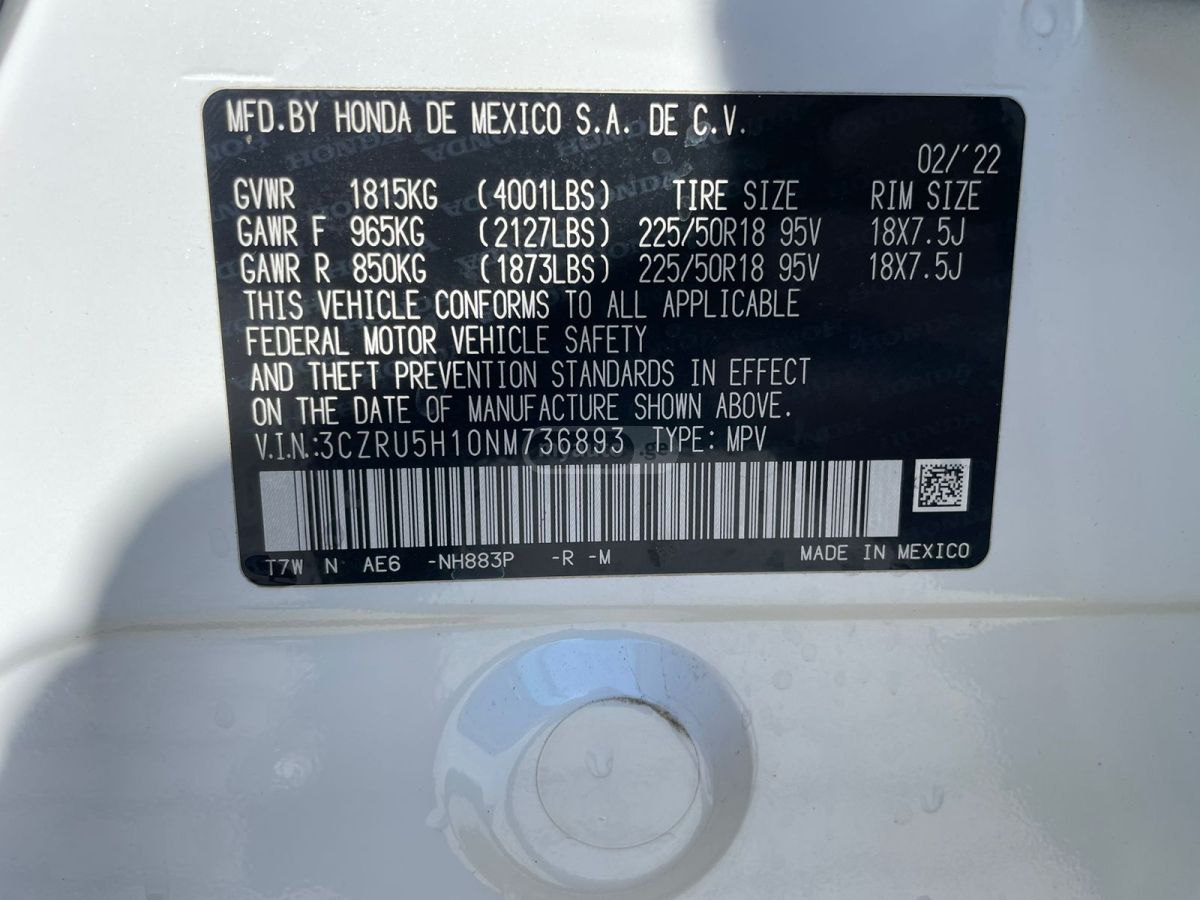 MFD.BY HONDA DE MEXICO S.A. DE C.V.
02/'22
GVWR 1815KG (4001LBS) TIRE SIZE RIM SIZE
GAWR F 965KG (2127LBS) 225/50R18 95V 18X7.5J
GAWR R 850KG (1873LBS) 225/50R18 95V 18X7.5J
THIS VEHICLE CONFORMS TO ALL APPLICABLE
FEDERAL MOTOR VEHICLE SAFETY
AND THEFT PREVENTION STANDARDS IN EFFECT
ON THE DATE OF MANUFACTURE SHOWN ABOVE.
V.I.N.:3CZRU5H10NM736893 TYPE: MPV
Myauto.ge
T7W N AE6 -NH883P -R -M MADE IN MEXICO